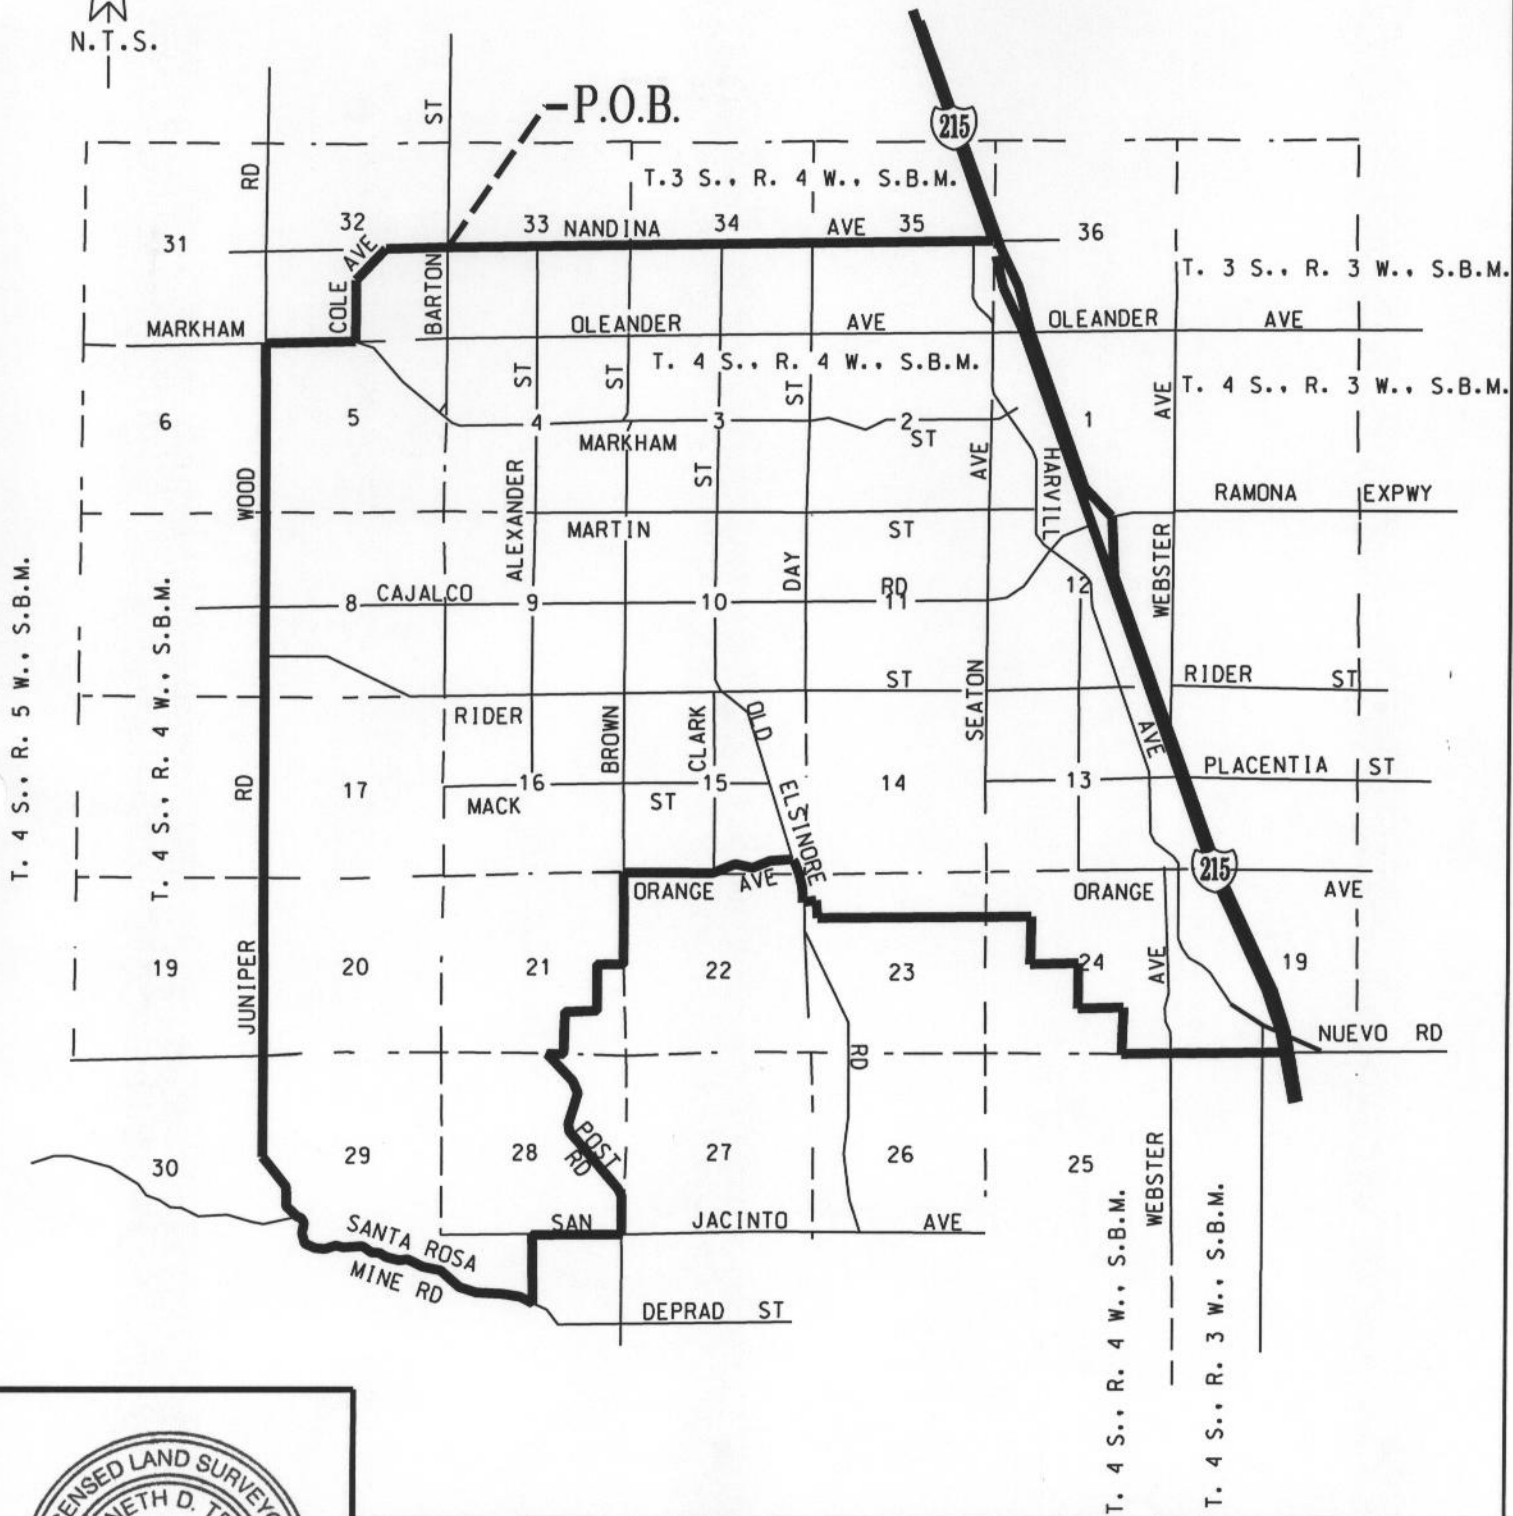 N.T.S.
ST
P.O.B.
215
RD
T.3 S., R. 4 W., S.B.M.
31
32
33
NANDINA
34
AVE
35
36
COLE AVE
BARTON
T. 3 S., R. 3 W., S.B.M.
MARKHAM
OLEANDER
AVE
OLEANDER
AVE
T. 4 S., R. 4 W., S.B.M.
ST
ST
ST
T. 4 S., R. 3 W., S.B.M.
AVE
6
5
4
3
2
1
MARKHAM
ST
WOOD
ALEXANDER
ST
AVE
HARVILL
RAMONA
EXPWY
MARTIN
ST
DAY
WEBSTER
T. 4 S., R. 5 W., S.B.M.
T. 4 S., R. 4 W., S.B.M.
8
CAJALCO
9
10
RD
11
12
RIDER
ST
SEATON
RIDER
ST
BROWN
CLARK
OLD
AVE
RD
17
16
15
14
13
PLACENTIA
ST
MACK
ST
ELSINORE
215
ORANGE
AVE
ORANGE
AVE
JUNIPER
19
20
21
22
23
24
AVE
19
RD
NUEVO RD
30
29
28
POST
RD
27
26
25
WEBSTER
SANTA ROSA
MINE RD
SAN
JACINTO
AVE
DEPRAD
ST
T. 4 S., R. 4 W., S.B.M.
T. 4 S., R. 3 W., S.B.M.
ENSED LAND SURVEYO
NETH D. T